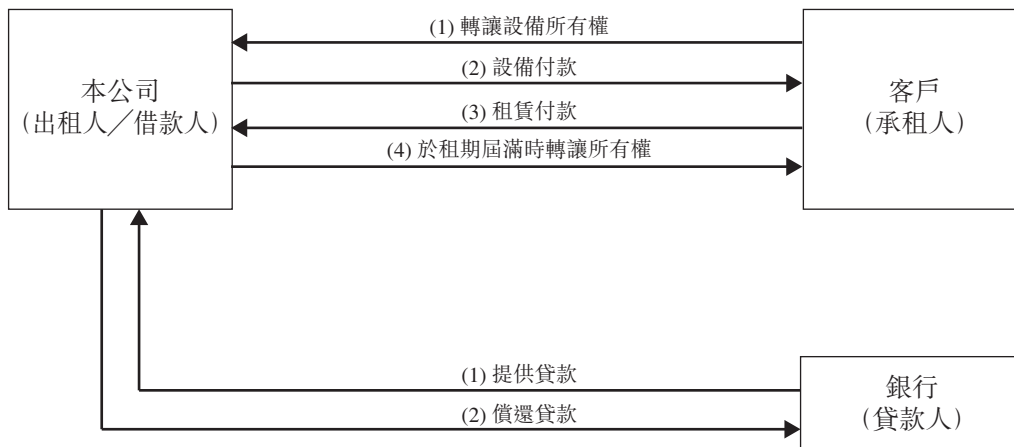 (1) 轉讓設備所有權
(2) 設備付款
本公司
(出租人／借款人)
客戶
(承租人)
(3) 租賃付款
(4) 於租期屆滿時轉讓所有權
(1) 提供貸款
銀行
(貸款人)
(2) 償還貸款